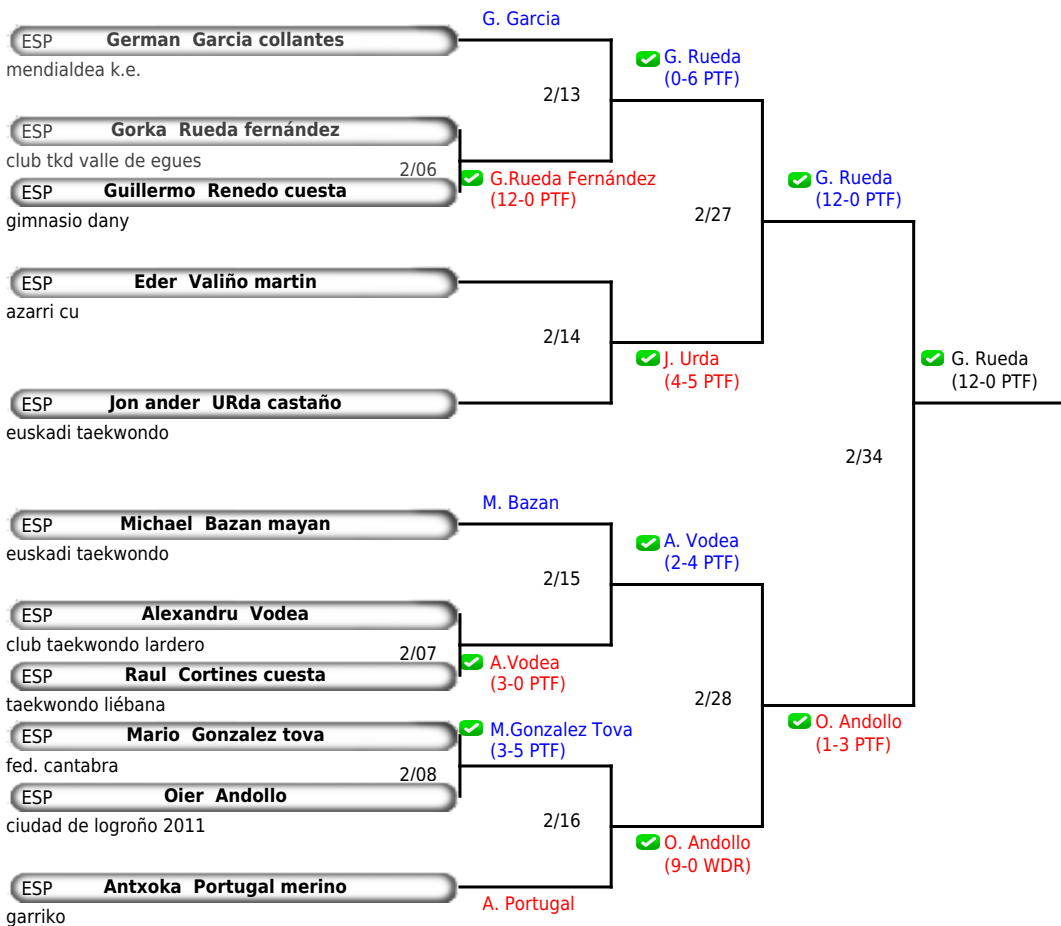 G. Garcia
ESP German Garcia collantes
mendialdea k.e.
G. Rueda
(0-6 PTF)
2/13
ESP Gorka Rueda fernández
club tkd valle de egues
2/06
G.Rueda Fernández
(12-0 PTF)
ESP Guillermo Renedo cuesta
gimnasio dany
G. Rueda
(12-0 PTF)
2/27
ESP Eder Valiño martin
azarri cu
2/14
J. Urda
(4-5 PTF)
G. Rueda
(12-0 PTF)
ESP Jon ander URda castaño
euskadi taekwondo
2/34
M. Bazan
ESP Michael Bazan mayan
euskadi taekwondo
A. Vodea
(2-4 PTF)
2/15
ESP Alexandru Vodea
club taekwondo lardero
2/07
A.Vodea
(3-0 PTF)
ESP Raul Cortines cuesta
taekwondo liébana
2/28
O. Andollo
(1-3 PTF)
ESP Mario Gonzalez tova
fed. cantabra
M.Gonzalez Tova
(3-5 PTF)
2/08
ESP Oier Andollo
ciudad de logroño 2011
2/16
O. Andollo
(9-0 WDR)
ESP Antxoka Portugal merino
garriko
A. Portugal